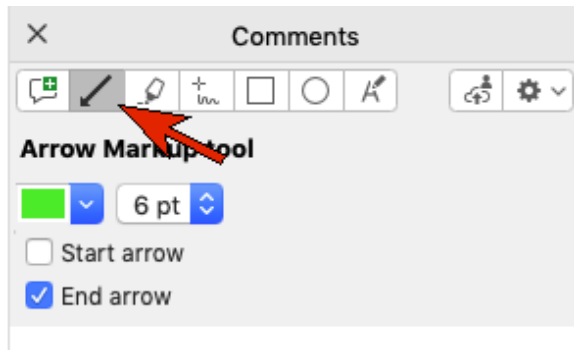 Comments
Arrow Markup tool
6 pt
Start arrow
End arrow